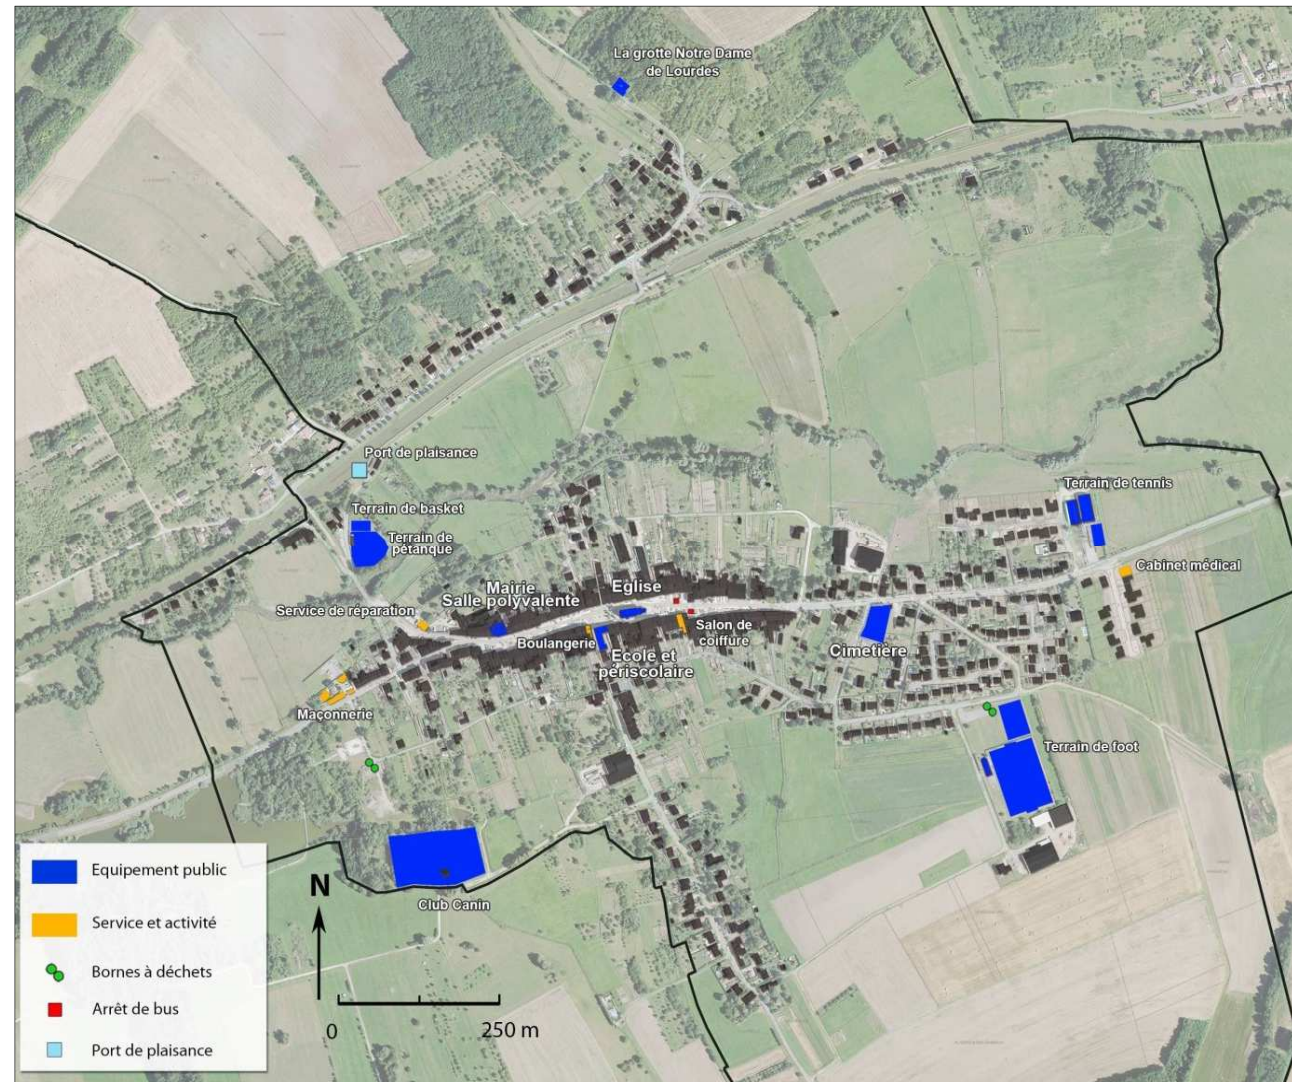 La grotte Notre Dame
de Lourdes
Port de plaisance
Terrain de basket
Terrain de
pétanque
Terrain de tennis
Cabinet médical
Service de réparation
Mairie
Salle polyvalente
Eglise
Boulangerie
Salon de
coiffure
Ecole et
périscolaire
Cimetière
Maçonnerie
Terrain de foot
Club Canin
Equipement public
Service et activité
Bornes à déchets
Arrêt de bus
Port de plaisance
N
0 250 m